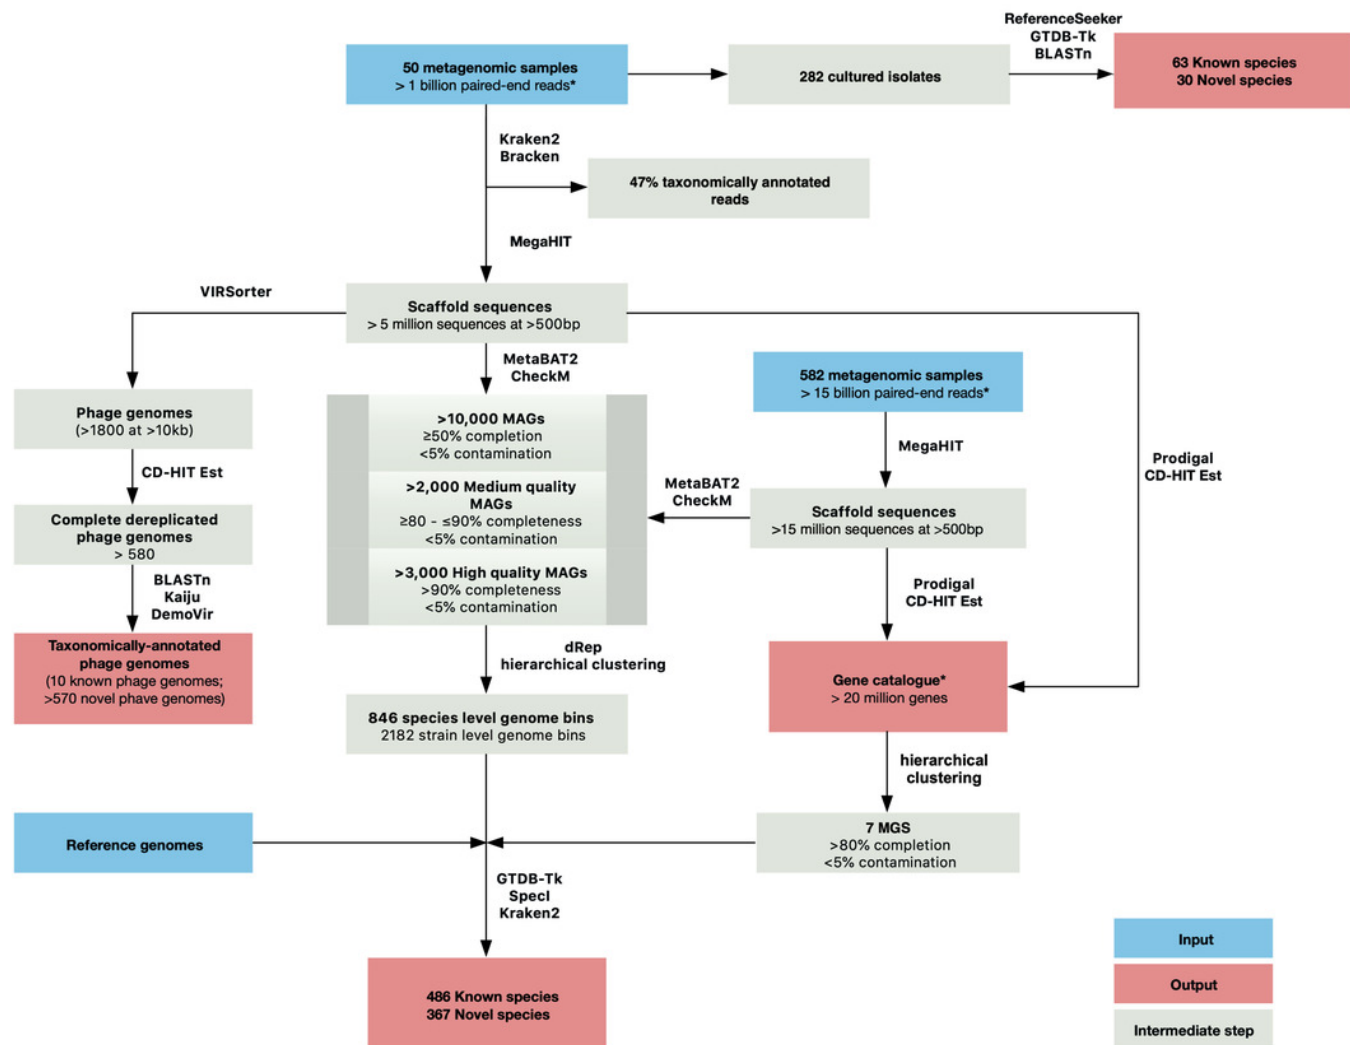 ReferenceSeeker
GTDB-Tk
BLASTn
50 metagenomic samples
> 1 billion paired-end reads*
282 cultured isolates
63 Known species
30 Novel species
Kraken2
Bracken
47% taxonomically annotated
reads
MegaHIT
VIRSorter
Scaffold sequences
> 5 million sequences at >500bp
MetaBAT2
CheckM
582 metagenomic samples
> 15 billion paired-end reads*
Phage genomes
(>1800 at >10kb)
>10,000 MAGs
≥50% completion
<5% contamination
MegaHIT
Prodigal
CD-HIT Est
CD-HIT Est
>2,000 Medium quality
MAGs
≥80 - ≤90% completeness
<5% contamination
MetaBAT2
CheckM
Scaffold sequences
>15 million sequences at >500bp
Complete dereplicated
phage genomes
> 580
>3,000 High quality MAGs
>90% completeness
<5% contamination
Prodigal
CD-HIT Est
BLASTn
Kaiju
DemoVir
Taxonomically-annotated
phage genomes
(10 known phage genomes;
>570 novel phave genomes)
dRep
hierarchical clustering
Gene catalogue*
> 20 million genes
846 species level genome bins
2182 strain level genome bins
hierarchical
clustering
Reference genomes
7 MGS
>80% completion
<5% contamination
GTDB-Tk
SpecI
Kraken2
486 Known species
367 Novel species
Input
Output
Intermediate step